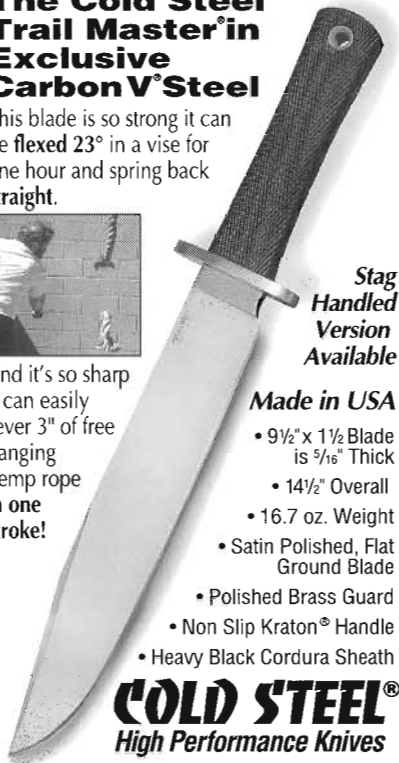 The Cold Steel
Trail Master® in
Exclusive
Carbon V® Steel
his blade is so strong it can
e flexed 23° in a vise for
ne hour and spring back
traight.
nd it's so sharp
can easily
ever 3" of free
anging
emp rope
one
troke!
Stag
Handled
Version
Available
Made in USA
• 9½" x 1½ Blade
is 5/16" Thick
• 14½" Overall
• 16.7 oz. Weight
• Satin Polished, Flat
Ground Blade
• Polished Brass Guard
• Non Slip Kraton® Handle
• Heavy Black Cordura Sheath
COLD STEEL®
High Performance Knives